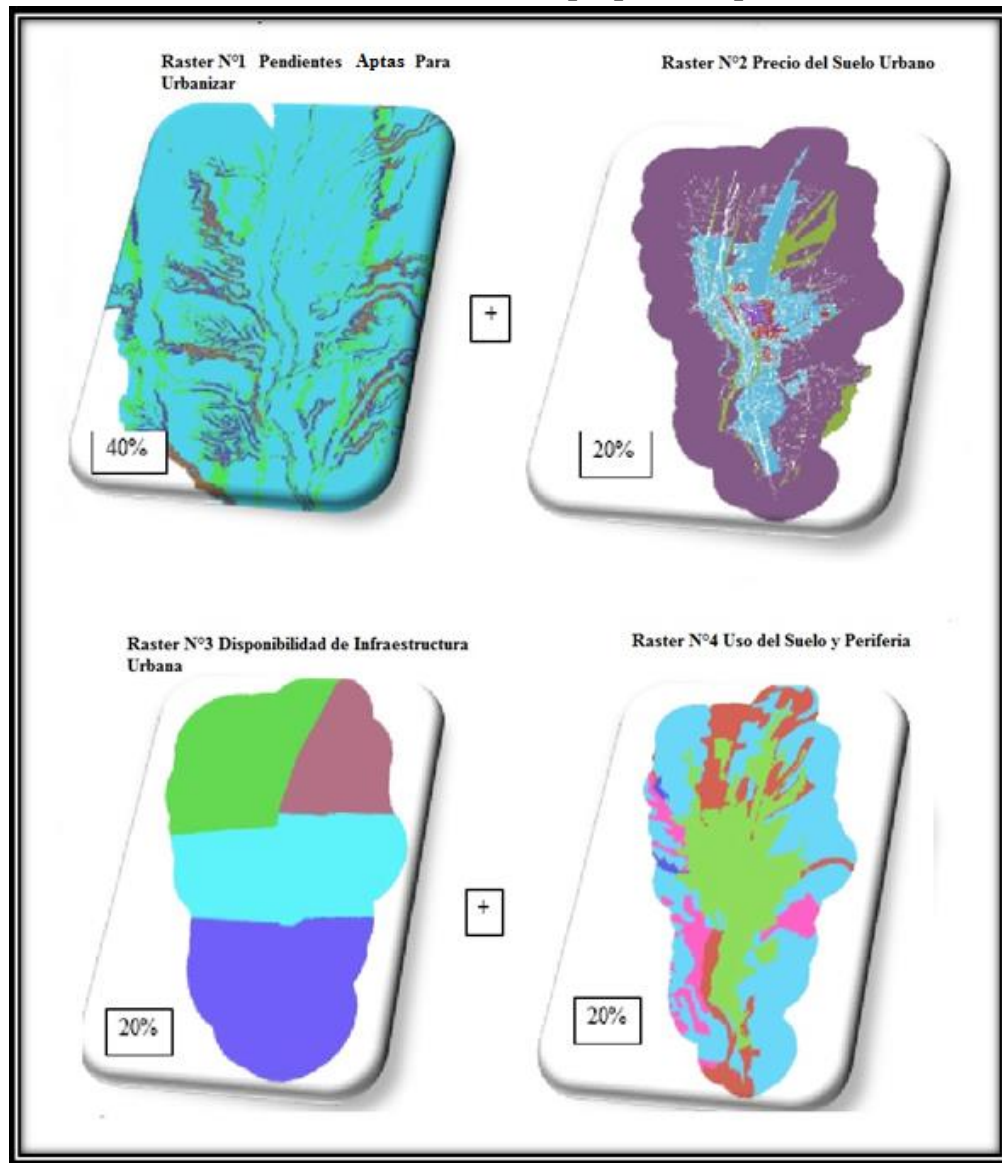 Raster N°1 Pendientes Aptas Para
Urbanizar
Raster N°2 Precio del Suelo Urbano
+
40%
20%
Raster N°3 Disponibilidad de Infraestructura
Urbana
Raster N°4 Uso del Suelo y Periferia
+
20%
20%